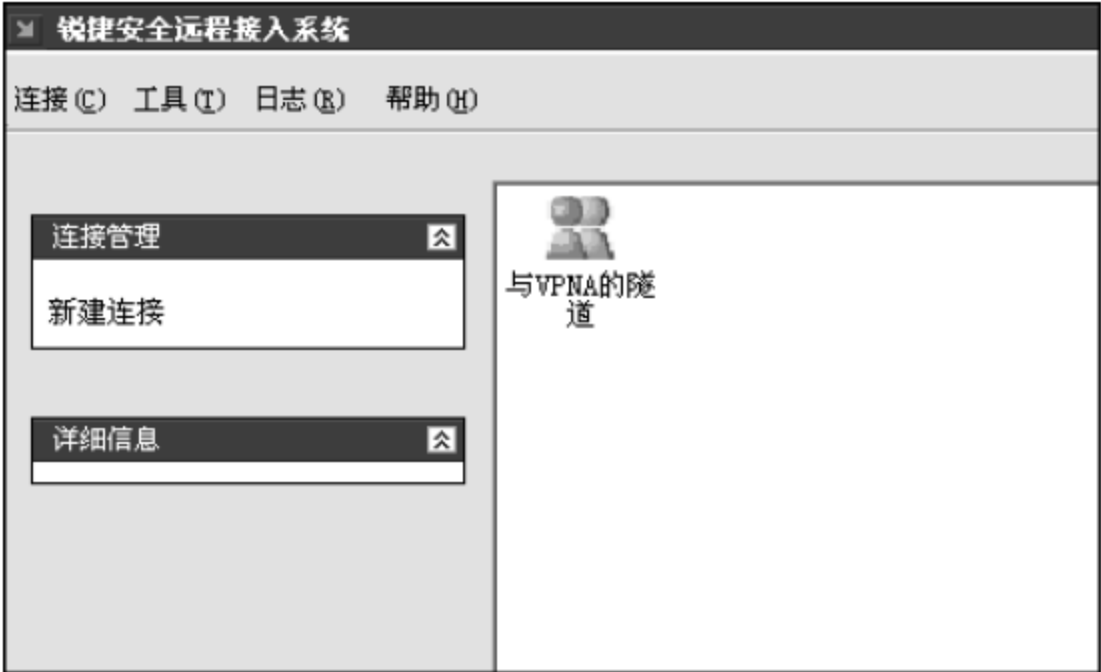 锐捷安全远程接入系统
连接(C) 工具(T) 日志(R) 帮助(H)
连接管理
新建连接
详细信息
与VPNA的隧
道